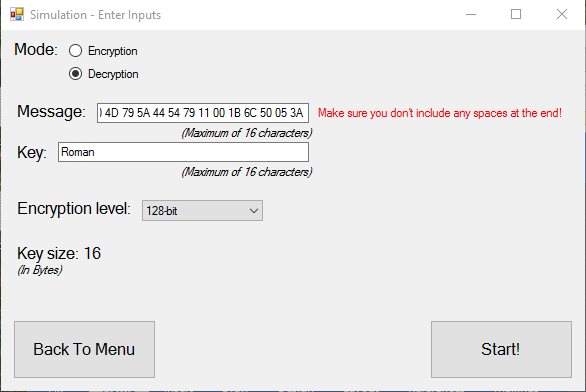 Simulation - Enter Inputs
Mode: Encryption
Decryption
Message: 4D 79 5A 44 54 79 11 00 1B 6C 50 05 3A Make sure you don't include any spaces at the end!
(Maximum of 16 characters)
Key: Roman
(Maximum of 16 characters)
Encryption level: 128-bit
Key size: 16
(In Bytes)
Back To Menu Start!